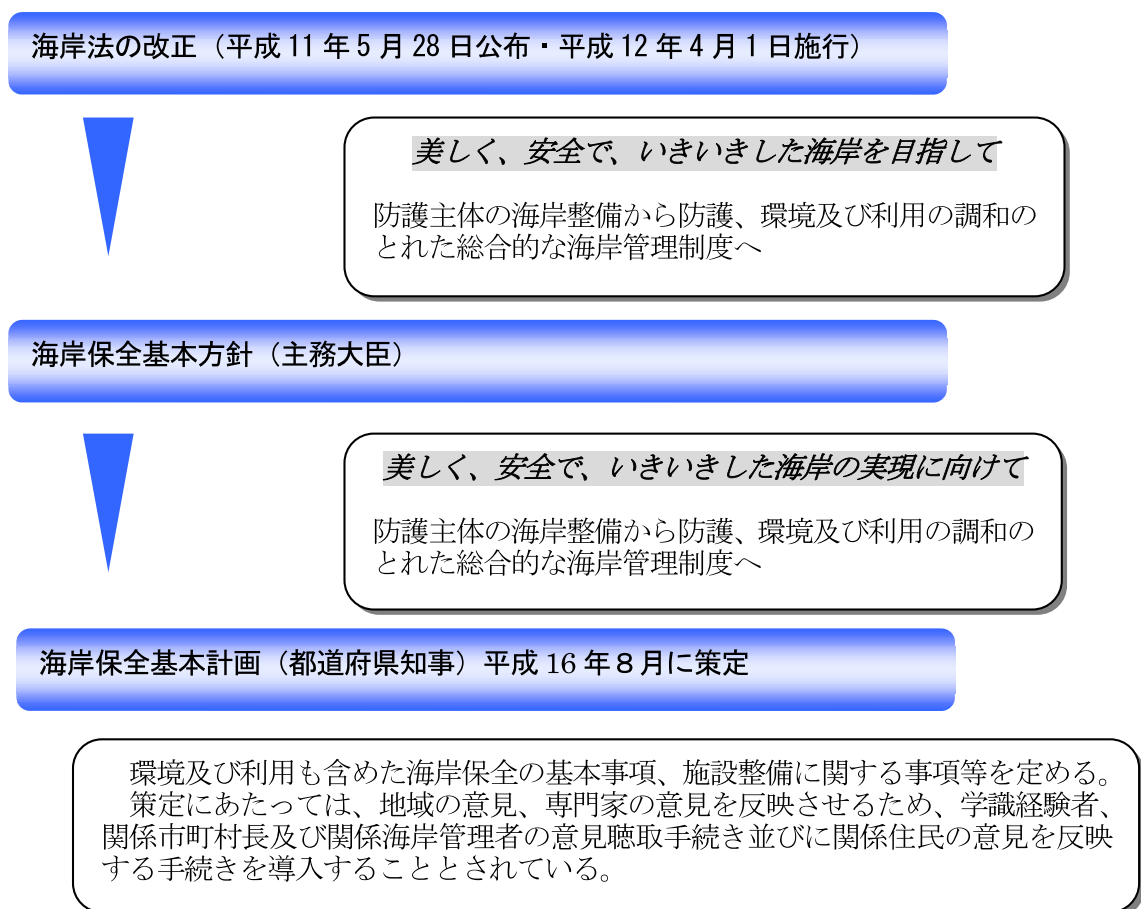 海岸法の改正（平成 11 年 5 月 28 日公布・平成 12 年 4 月 1 日施行）
美しく、安全で、いきいきした海岸を目指して
防護主体の海岸整備から防護、環境及び利用の調和の
とれた総合的な海岸管理制度へ
海岸保全基本方針（主務大臣）
美しく、安全で、いきいきした海岸の実現に向けて
防護主体の海岸整備から防護、環境及び利用の調和の
とれた総合的な海岸管理制度へ
海岸保全基本計画（都道府県知事）平成 16 年８月に策定
環境及び利用も含めた海岸保全の基本事項、施設整備に関する事項等を定める。
策定にあたっては、地域の意見、専門家の意見を反映させるため、学識経験者、
関係市町村長及び関係海岸管理者の意見聴取手続き並びに関係住民の意見を反映
する手続きを導入することとされている。